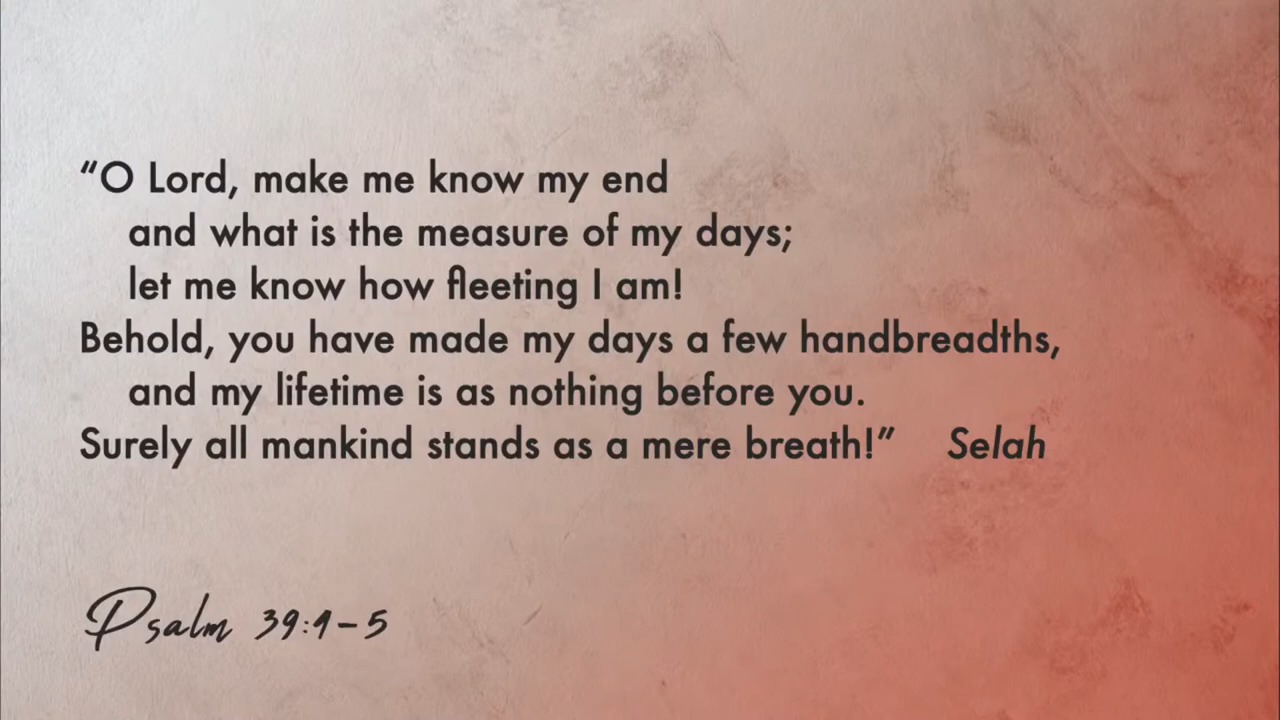 “O Lord, make me know my end
and what is the measure of my days;
let me know how fleeting I am!
Behold, you have made my days a few handbreadths,
and my lifetime is as nothing before you.
Surely all mankind stands as a mere breath!” Selah
Psalm 39:4–5